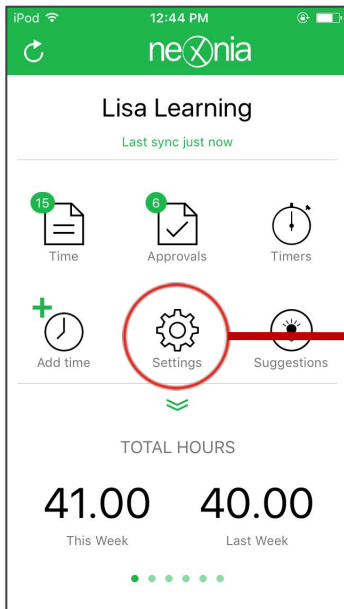 iPod 12:44 PM
nexonia
Lisa Learning
Last sync just now
15 6
Time Approvals Timers
Add time Settings Suggestions
TOTAL HOURS
41.00 40.00
This Week Last Week